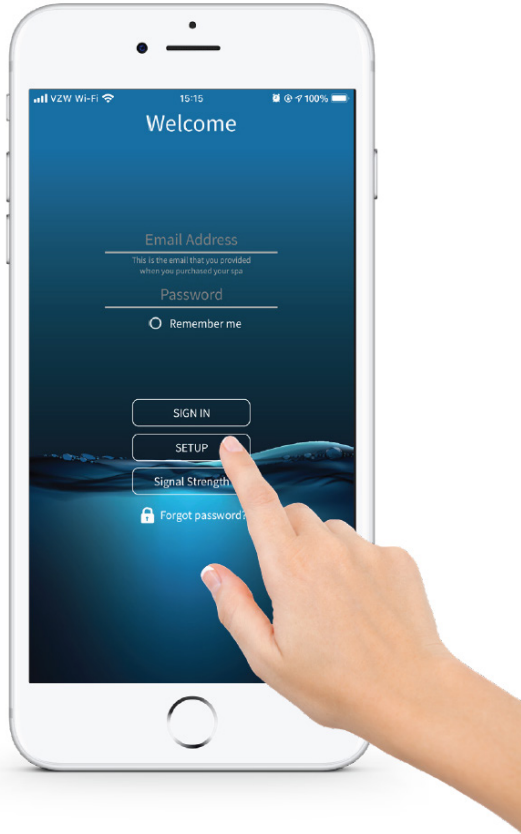 VZW Wi-Fi 15:15 100%
Welcome
Email Address
This is the email that you provided
when you purchased your spa
Password
Remember me
SIGN IN
SETUP
Signal Strength
Forgot password?